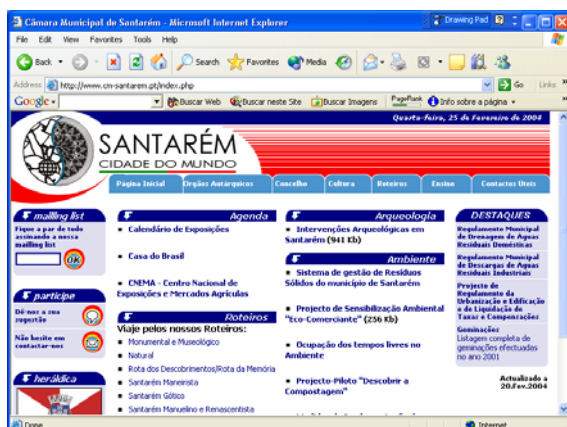 Câmara Municipal de Santarém - Microsoft Internet Explorer
Drawing Pad
File Edit View Favorites Tools Help
Back Search Favorites Media
Address http://www.cm-santarem.pt/index.php Go Links
Google Buscar Web Buscar neste Site Buscar Imagens PageRank Info sobre a página
Quarta-feira, 25 de Fevereiro de 2004
SANTARÉM
CIDADE DO MUNDO
Página Inicial Orgãos Autárquicos Concelho Cultura Roteiros Ensino Contactos Úteis
mailling list
Fique a par de tudo
assinando a nossa
mailling list
ok
participe
Dê-nos a sua
sugestão
Não hesite em
contactar-nos
heráldica
Agenda
Calendário de Exposições
Casa do Brasil
CNEMA - Centro Nacional de
Exposições e Mercados Agrículas
Roteiros
Viaje pelos nossos Roteiros:
Monumental e Museológico
Natural
Rota dos Descobrimentos/Rota da Memória
Santarém Maneirista
Santarém Gótico
Santarém Manuelino e Renascentista
Arqueologia
Intervenções Arqueológicas em
Santarém (941 Kb)
Ambiente
Sistema de gestão de Resíduos
Sólidos do município de Santarém
Projecto de Sensibilização Ambiental
"Eco-Comerciante" (256 Kb)
Ocupação dos tempos livres no
Ambiente
Projecto-Piloto "Descobrir a
Compostagem"
DESTAQUES
Regulamento Municipal
de Drenagem de Aguas
Residuais Domésticas
Regulamento Municipal
de Descargas de Aguas
Residuais Industriais
Projecto de
Regulamento da
Urbanização e Edificação
e de Liquidação de
Taxas e Compensações
Geminações
Listagem completa de
geminações efectuadas
no ano 2001
Actualizado a
20.Fev.2004
Done Internet